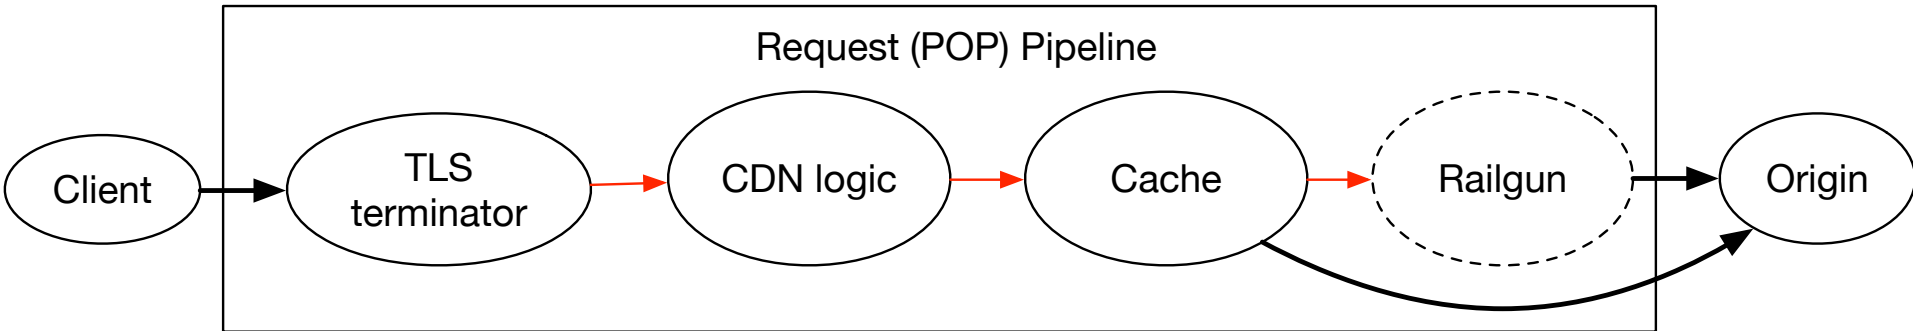 Request (POP) Pipeline
Client
TLS
terminator
CDN logic
Cache
Railgun
Origin